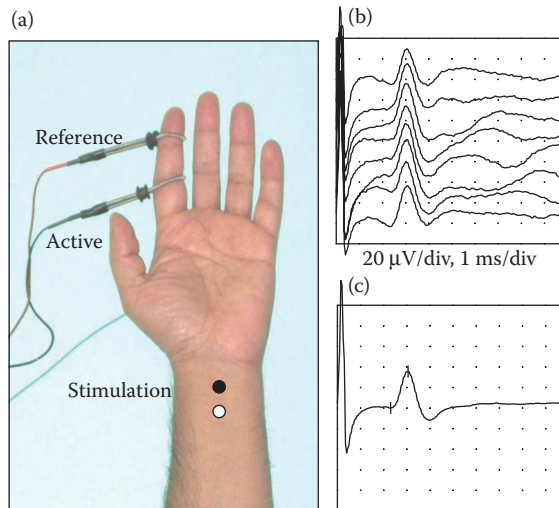 (a)
Reference
Active
Stimulation
(b)
20 µV/div, 1 ms/div
(c)